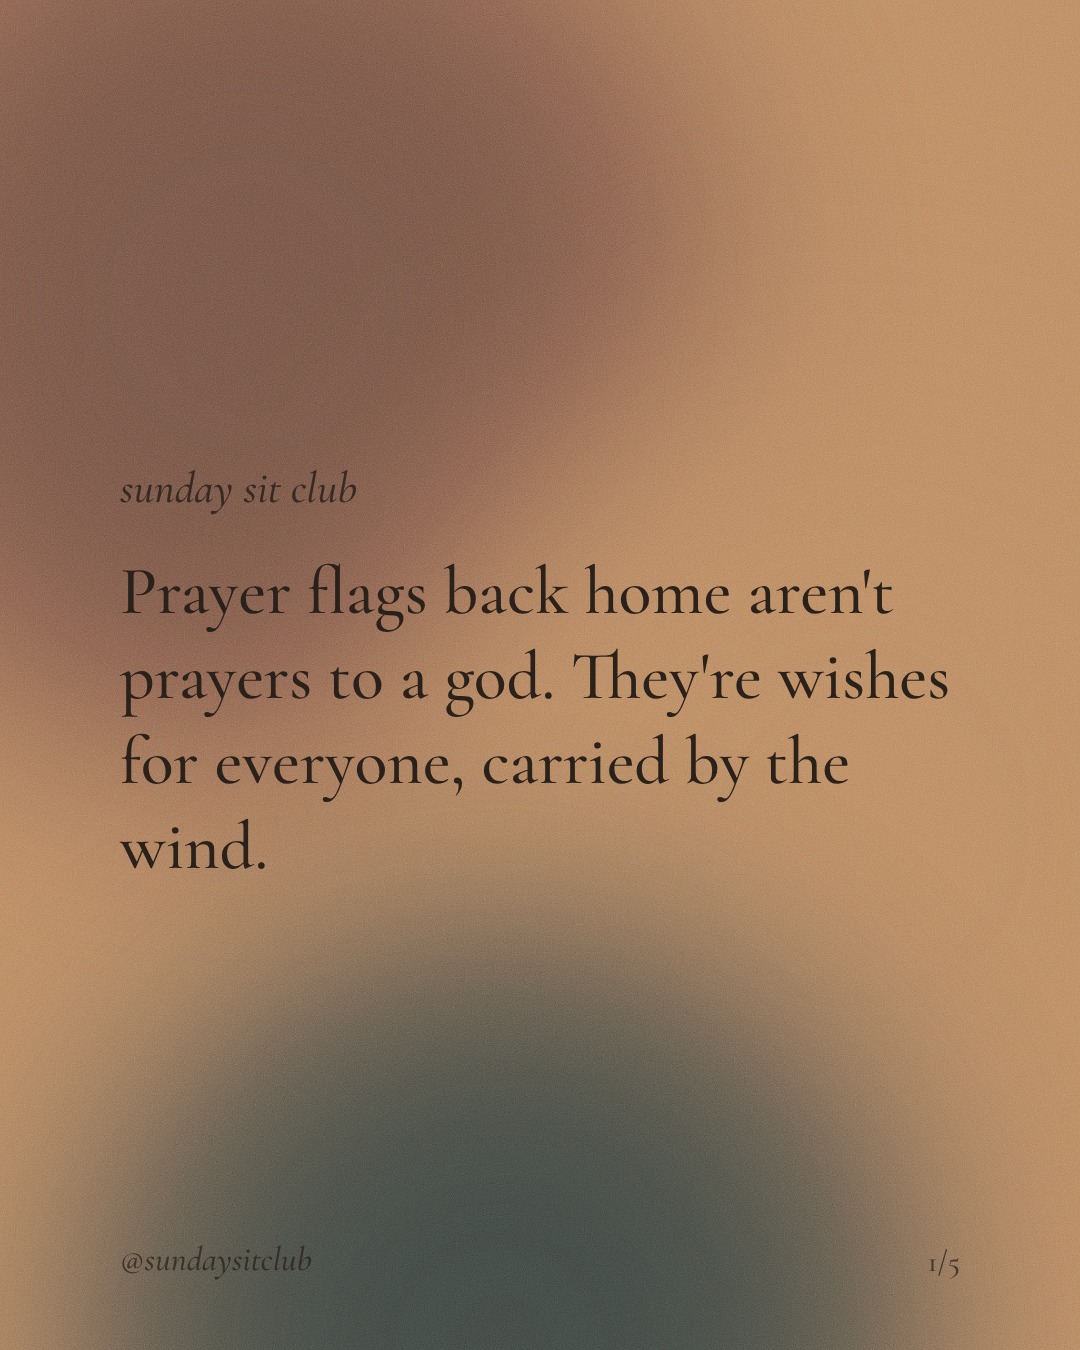 sunday sit club
Prayer flags back home aren't
prayers to a god. They're wishes
for everyone, carried by the
wind.
@sundaysitclub
1/5